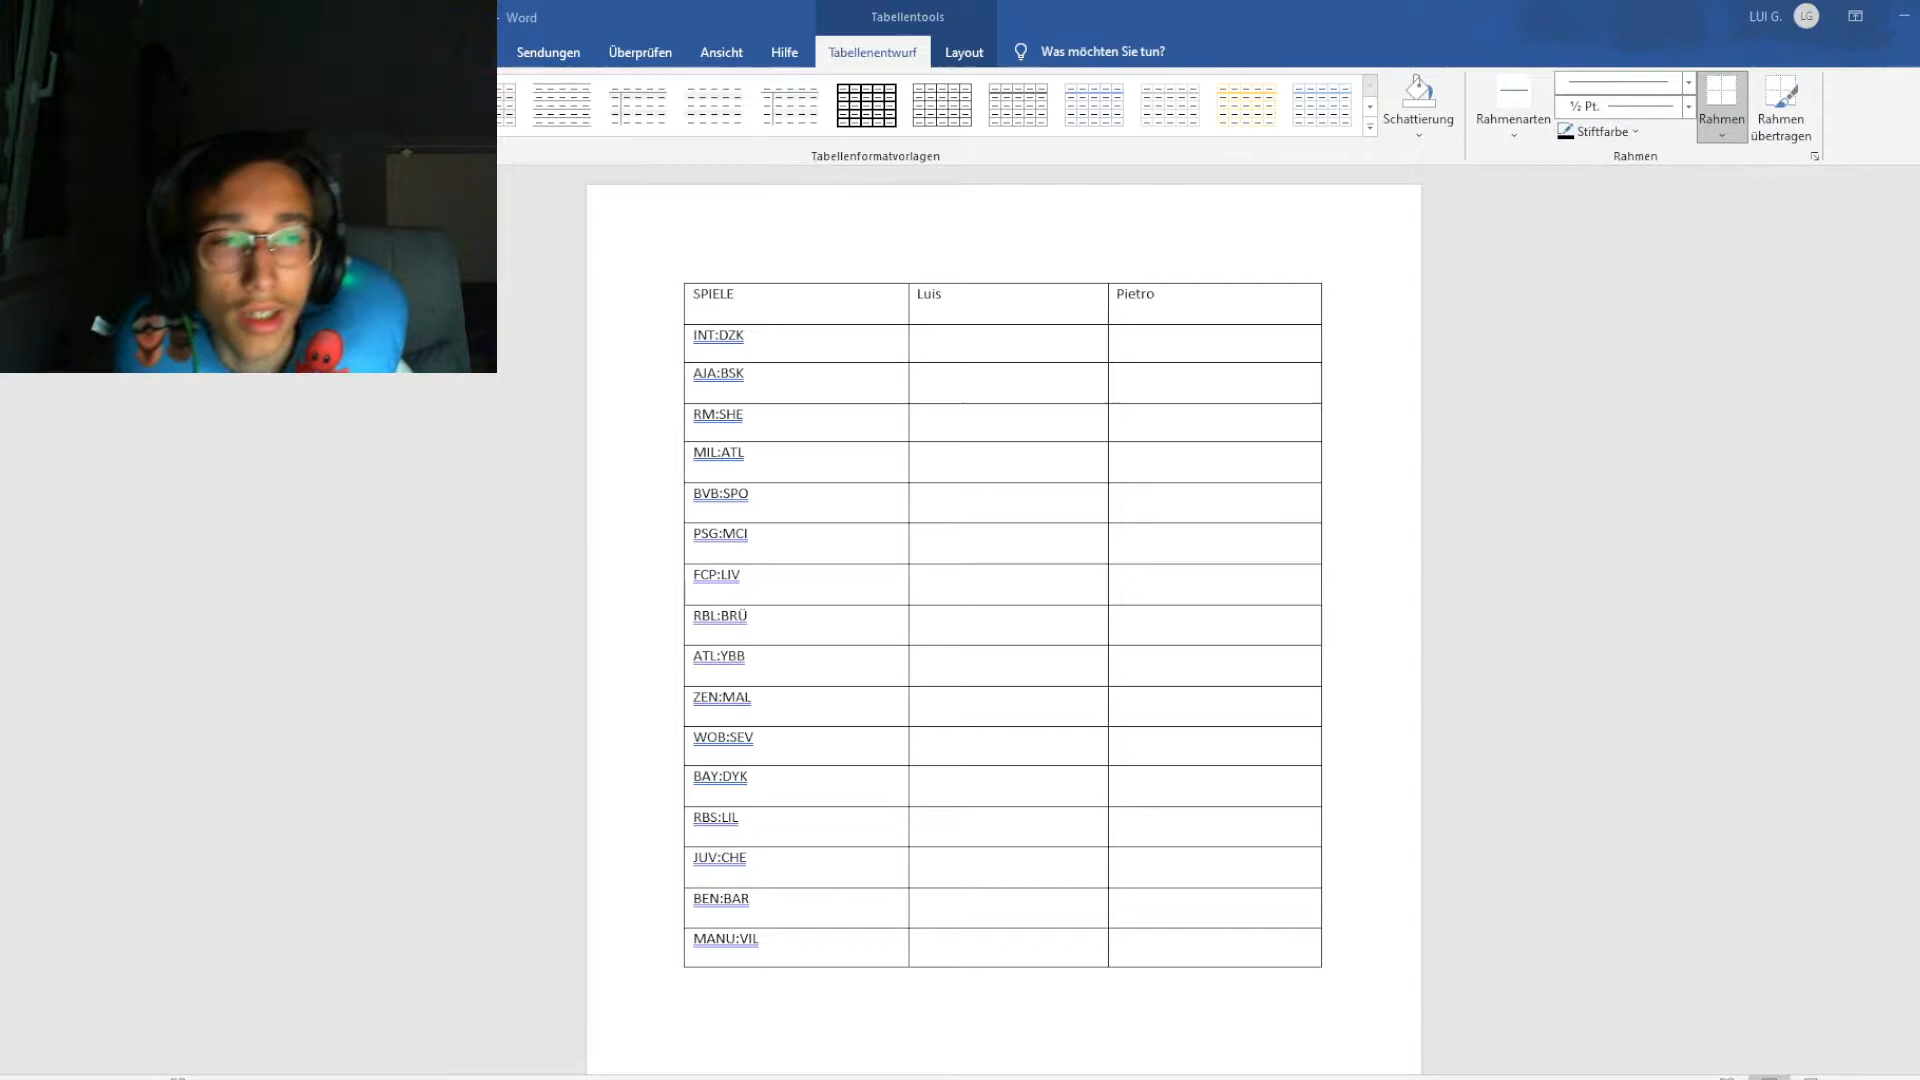 - Word
Tabellentools
LUI G.
LG
Sendungen
Überprüfen
Ansicht
Hilfe
Tabellenentwurf
Layout
Was möchten Sie tun?
Schattierung
Rahmenarten
½ Pt.
Stiftfarbe
Rahmen
Rahmen
übertragen
Tabellenformatvorlagen
Rahmen
SPIELE Luis Pietro
INT:DZK
AJA:BSK
RM:SHE
MIL:ATL
BVB:SPO
PSG:MCI
FCP:LIV
RBL:BRÜ
ATL:YBB
ZEN:MAL
WOB:SEV
BAY:DYK
RBS:LIL
JUV:CHE
BEN:BAR
MANU:VIL